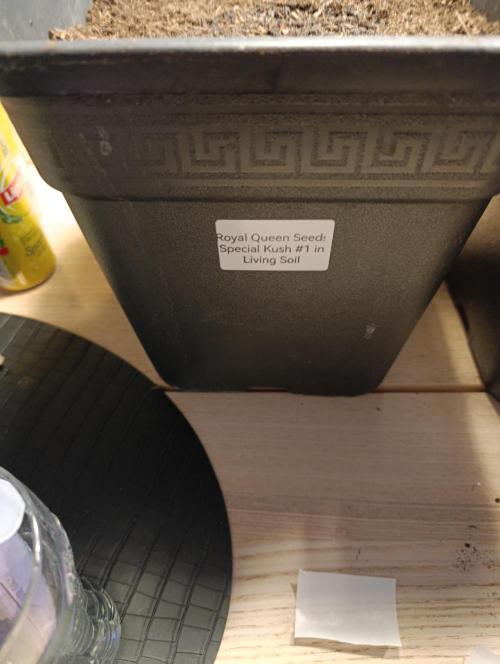 Royal Queen Seeds
Special Kush #1 in
Living Soil